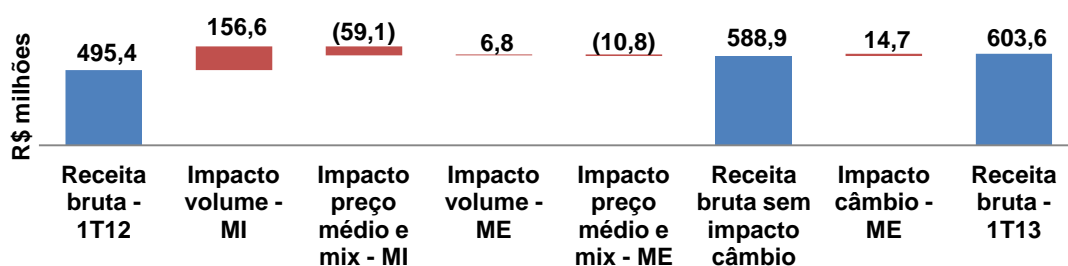 R$ milhões
495,4
156,6
(59,1)
6,8
(10,8)
588,9
14,7
603,6
Receita
bruta -
1T12
Impacto
volume -
MI
Impacto
preço
médio e
mix - MI
Impacto
volume -
ME
Impacto
preço
médio e
mix - ME
Receita
bruta sem
impacto
câmbio
Impacto
câmbio -
ME
Receita
bruta -
1T13